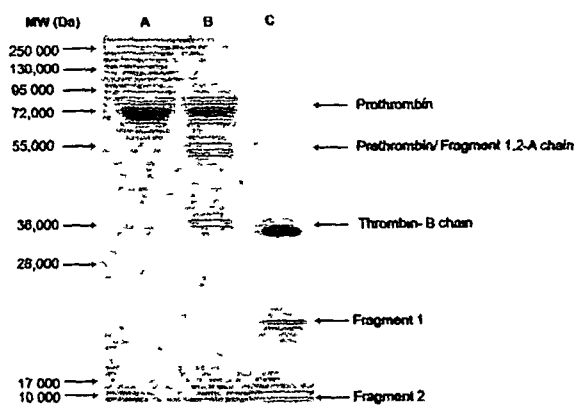 MW (Da) A B C
250 000
130,000
95 000
72,000
55,000
36,000
28,000
17 000
10 000
Prothrombin
Prethrombin/ Fragment 1,2-A chain
Thrombin- B chain
Fragment 1
Fragment 2